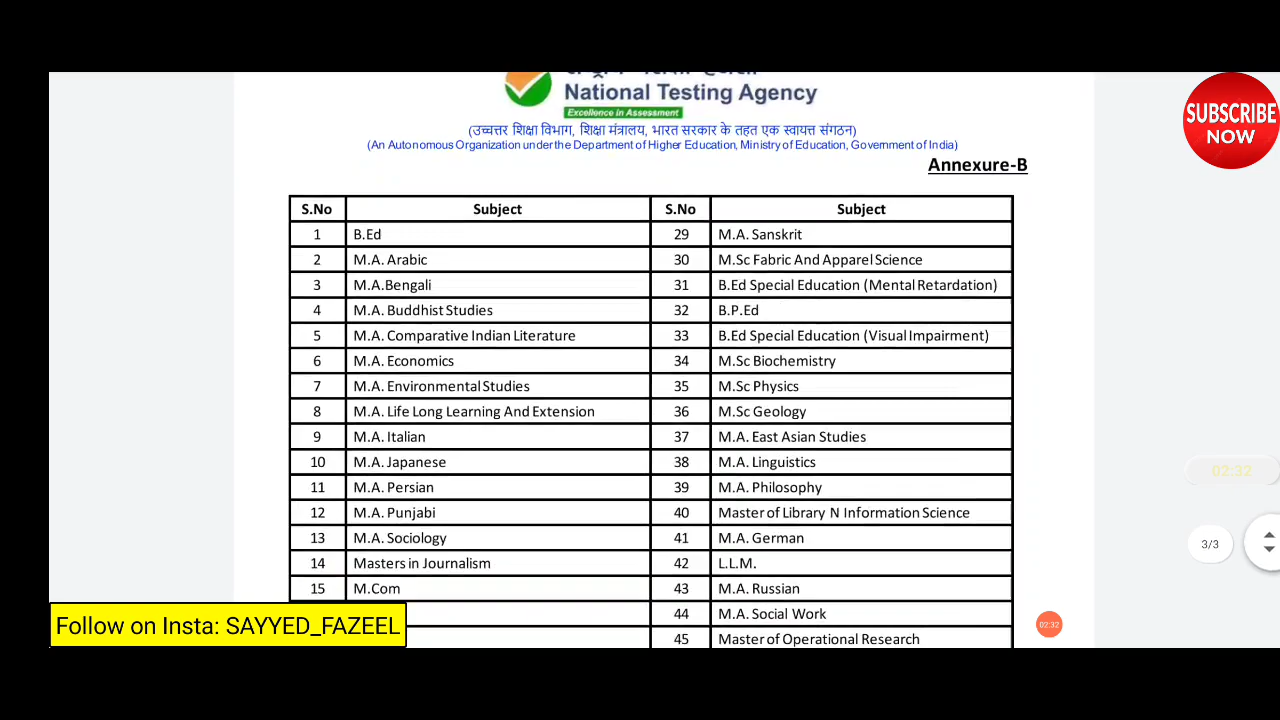 National Testing Agency
Excellence in Assessment
(उच्चत्तर शिक्षा विभाग, शिक्षा मंत्रालय, भारत सरकार के तहत एक स्वायत्त संगठन)
(An Autonomous Organization under the Department of Higher Education, Ministry of Education, Government of India)
Annexure-B
S.No Subject S.No Subject
1 B.Ed 29 M.A. Sanskrit
2 M.A. Arabic 30 M.Sc Fabric And Apparel Science
3 M.A.Bengali 31 B.Ed Special Education (Mental Retardation)
4 M.A. Buddhist Studies 32 B.P.Ed
5 M.A. Comparative Indian Literature 33 B.Ed Special Education (Visual Impairment)
6 M.A. Economics 34 M.Sc Biochemistry
7 M.A. Environmental Studies 35 M.Sc Physics
8 M.A. Life Long Learning And Extension 36 M.Sc Geology
9 M.A. Italian 37 M.A. East Asian Studies
10 M.A. Japanese 38 M.A. Linguistics
11 M.A. Persian 39 M.A. Philosophy
12 M.A. Punjabi 40 Master of Library N Information Science
13 M.A. Sociology 41 M.A. German
14 Masters in Journalism 42 L.L.M.
15 M.Com 43 M.A. Russian
44 M.A. Social Work
45 Master of Operational Research
SUBSCRIBE
NOW
02:32
3/3
02:32
Follow on Insta: SAYYED_FAZEEL